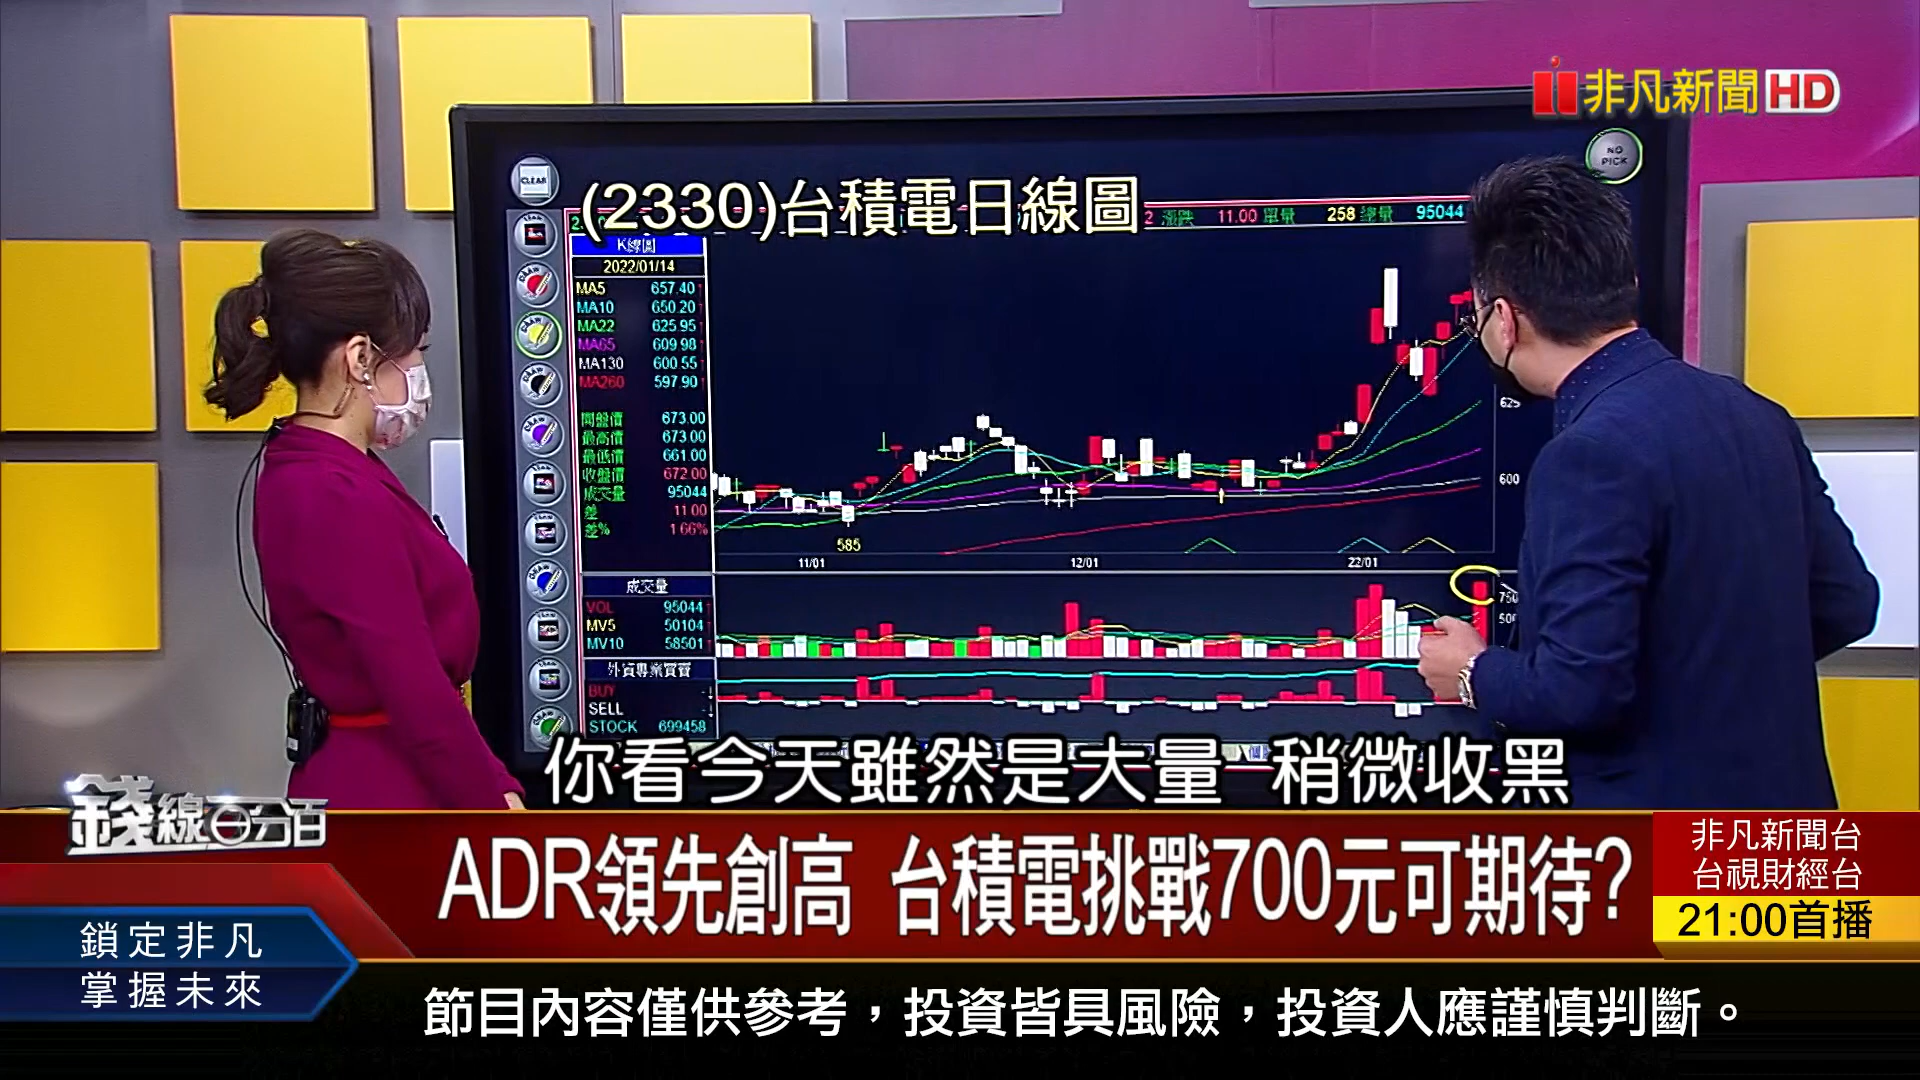 非凡新聞HD
NO PICK
CLEAR
(2330)台積電日線圖
2 漲跌 11.00 單量 258 總量 95044
K線圖
2022/01/14
MA5 657.40
MA10 650.20
MA22 625.95
MA65 609.98
MA130 600.55
MA260 597.90
開盤價 673.00
最高價 673.00
最低價 661.00
收盤價 672.00
成交量 95044
差 11.00
差% 1.66%
625
600
585
11/01 12/01 22/01
成交量
VOL 95044
MV5 50104
MV10 58501
750
500
BUY
SELL
STOCK 699458
你看今天雖然是大量 稍微收黑
錢線百分百
ADR領先創高 台積電挑戰700元可期待?
非凡新聞台
台視財經台
21:00首播
鎖定非凡
掌握未來
節目內容僅供參考，投資皆具風險，投資人應謹慎判斷。